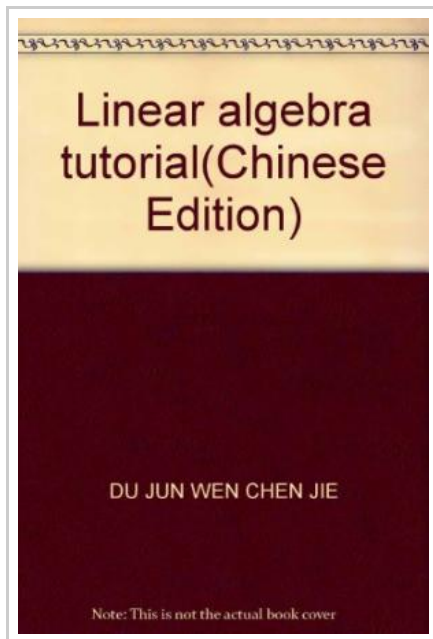 Linear algebra
tutorial(Chinese
Edition)
DU JUN WEN CHEN JIE
Note: This is not the actual book cover